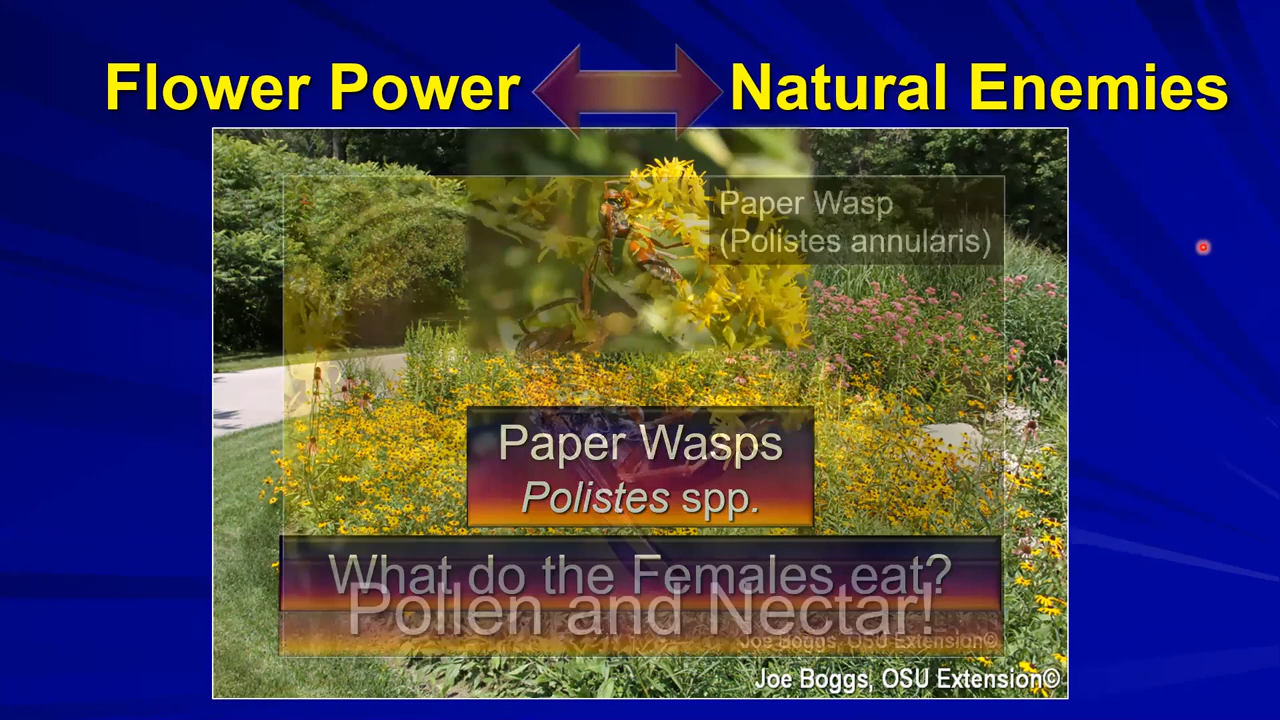 Flower Power Natural Enemies
Paper Wasp
(Polistes annularis)
Paper Wasps
Polistes spp.
What do the Females eat?
Pollen and Nectar!
Joe Boggs, OSU Extension©
Joe Boggs, OSU Extension©